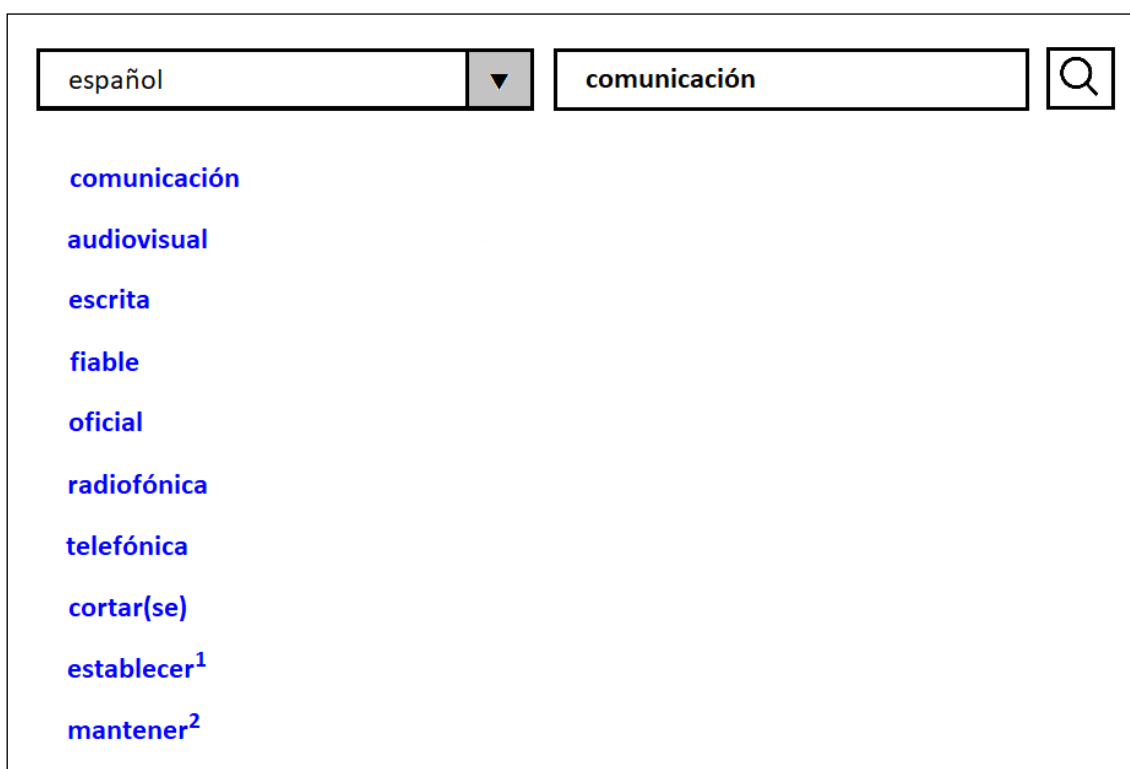 español ▼ comunicación
comunicación
audiovisual
escrita
fiable
oficial
radiofónica
telefónica
cortar(se)
establecer¹
mantener²